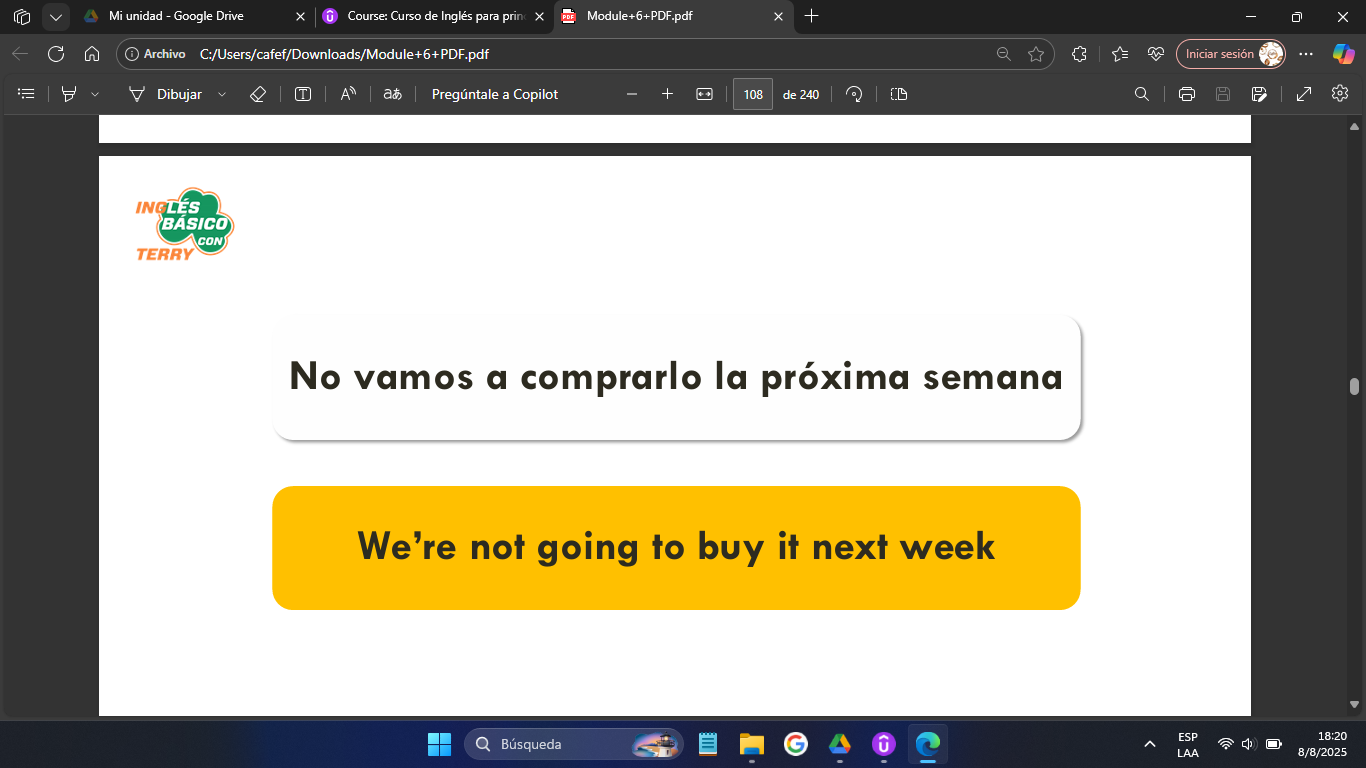 Mi unidad - Google Drive
Course: Curso de Inglés para prin
Module+6+PDF.pdf
Archivo
C:/Users/cafef/Downloads/Module+6+PDF.pdf
Iniciar sesión
Dibujar
aあ
Pregúntale a Copilot
108
de 240
INGLÉS
BÁSICO
CON
TERRY
No vamos a comprarlo la próxima semana
We’re not going to buy it next week
Búsqueda
ESP
LAA
18:20
8/8/2025